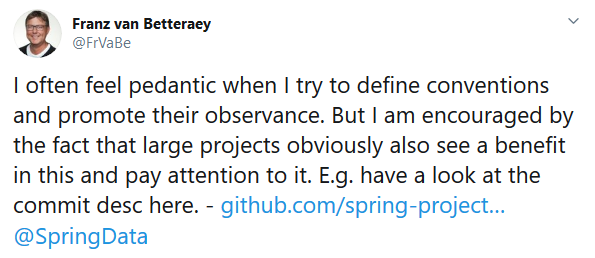 Franz van Betteraey
@FrVaBe
I often feel pedantic when I try to define conventions
and promote their observance. But I am encouraged by
the fact that large projects obviously also see a benefit
in this and pay attention to it. E.g. have a look at the
commit desc here. - github.com/spring-project...
@SpringData